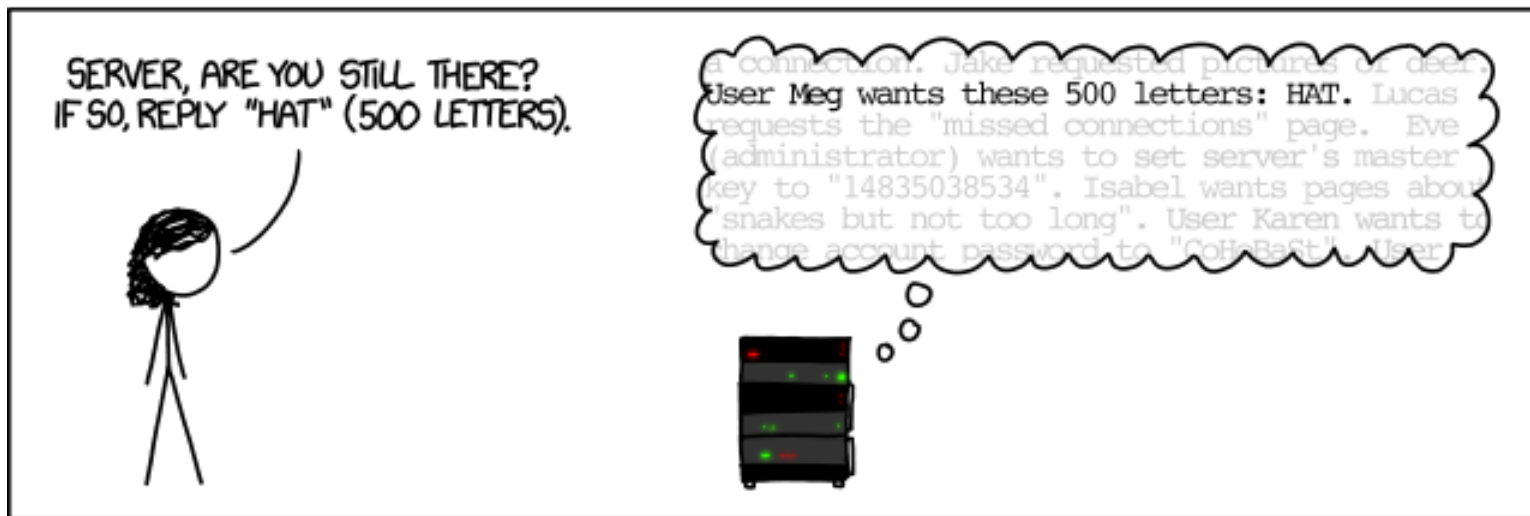 SERVER, ARE YOU STILL THERE?
IF SO, REPLY "HAT" (500 LETTERS).
a connection. Jake requested pictures of deer.
User Meg wants these 500 letters: HAT. Lucas
requests the "missed connections" page. Eve
(administrator) wants to set server's master
key to "14835038534". Isabel wants pages about
"snakes but not too long". User Karen wants to
change account password to "CoHoBaSt". User